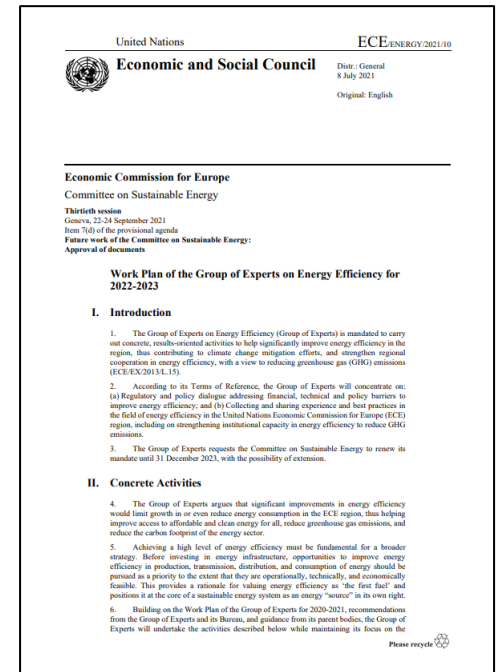 United Nations
ECE/ENERGY/2021/10
Economic and Social Council
Distr.: General
8 July 2021
Original: English
Economic Commission for Europe
Committee on Sustainable Energy
Thirtieth session
Geneva, 22-24 September 2021
Item 7(d) of the provisional agenda
Future work of the Committee on Sustainable Energy:
Approval of documents
Work Plan of the Group of Experts on Energy Efficiency for
2022-2023
I. Introduction
1. The Group of Experts on Energy Efficiency (Group of Experts) is mandated to carry
out concrete, results-oriented activities to help significantly improve energy efficiency in the
region, thus contributing to climate change mitigation efforts, and strengthen regional
cooperation in energy efficiency, with a view to reducing greenhouse gas (GHG) emissions
(ECE/EX/2013/L.15).
2. According to its Terms of Reference, the Group of Experts will concentrate on:
(a) Regulatory and policy dialogue addressing financial, technical and policy barriers to
improve energy efficiency; and (b) Collecting and sharing experience and best practices in
the field of energy efficiency in the United Nations Economic Commission for Europe (ECE)
region, including on strengthening institutional capacity in energy efficiency to reduce GHG
emissions.
3. The Group of Experts requests the Committee on Sustainable Energy to renew its
mandate until 31 December 2023, with the possibility of extension.
II. Concrete Activities
4. The Group of Experts argues that significant improvements in energy efficiency
would limit growth in or even reduce energy consumption in the ECE region, thus helping
improve access to affordable and clean energy for all, reduce greenhouse gas emissions, and
reduce the carbon footprint of the energy sector.
5. Achieving a high level of energy efficiency must be fundamental for a broader
strategy. Before investing in energy infrastructure, opportunities to improve energy
efficiency in production, transmission, distribution, and consumption of energy should be
pursued as a priority to the extent that they are operationally, technically, and economically
feasible. This provides a rationale for valuing energy efficiency as 'the first fuel' and
positions it at the core of a sustainable energy system as an energy "source" in its own right.
6. Building on the Work Plan of the Group of Experts for 2020-2021, recommendations
from the Group of Experts and its Bureau, and guidance from its parent bodies, the Group of
Experts will undertake the activities described below while maintaining its focus on the
Please recycle